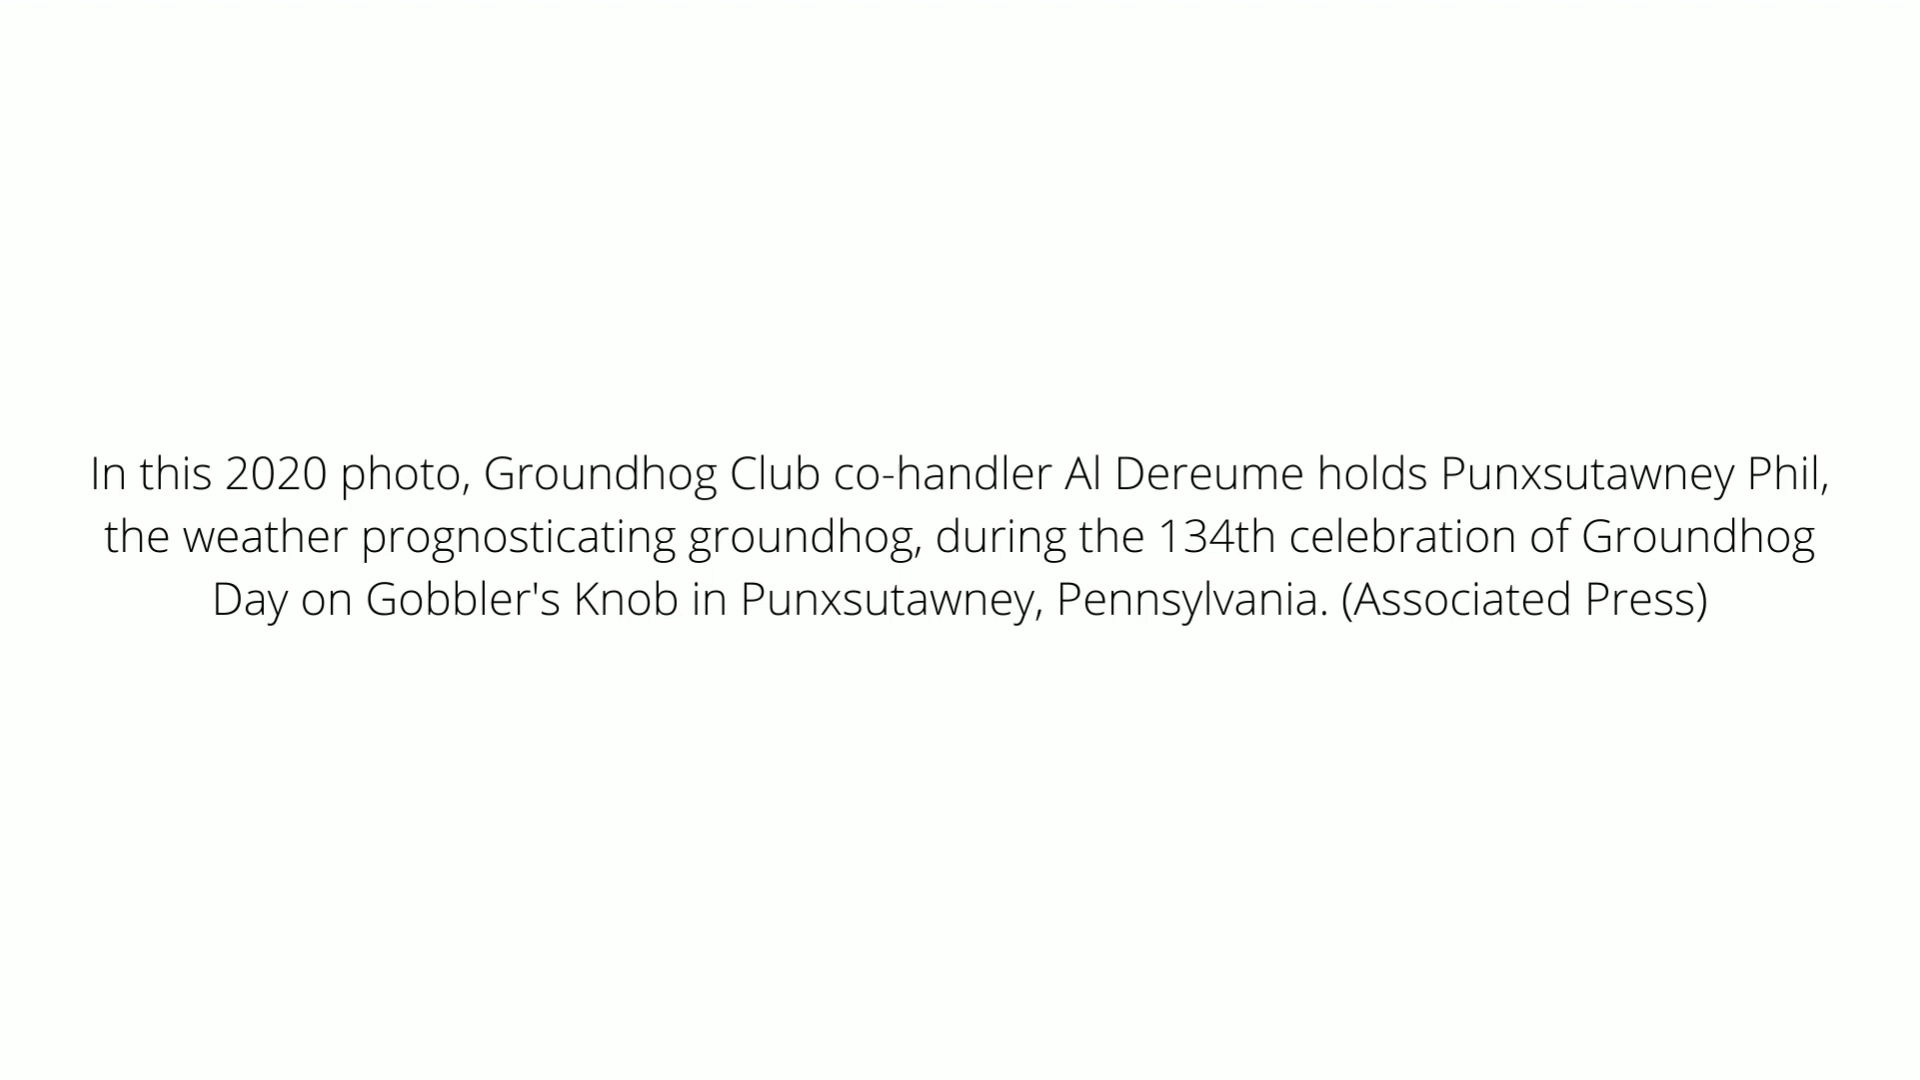 In this 2020 photo, Groundhog Club co-handler Al Dereume holds Punxsutawney Phil,
the weather prognosticating groundhog, during the 134th celebration of Groundhog
Day on Gobbler's Knob in Punxsutawney, Pennsylvania. (Associated Press)